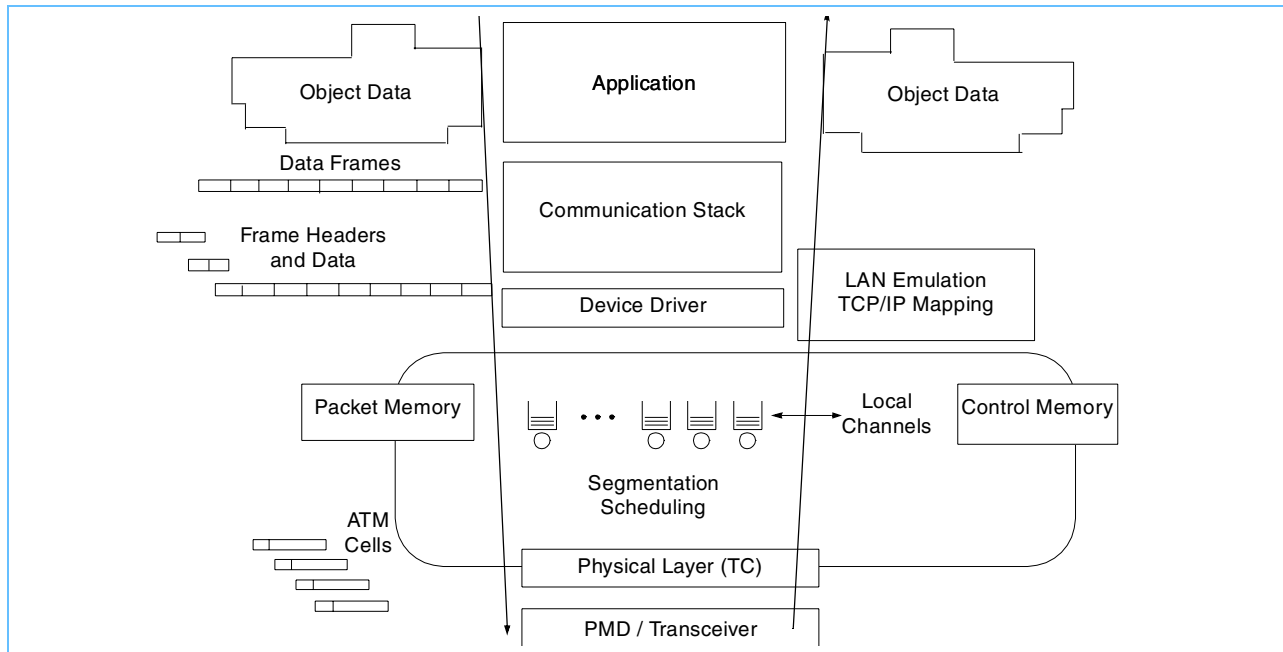 Object Data
Application
Object Data
Data Frames
Communication Stack
Frame Headers
and Data
LAN Emulation
TCP/IP Mapping
Device Driver
Packet Memory
Local
Channels
Control Memory
Segmentation
Scheduling
ATM
Cells
Physical Layer (TC)
PMD / Transceiver